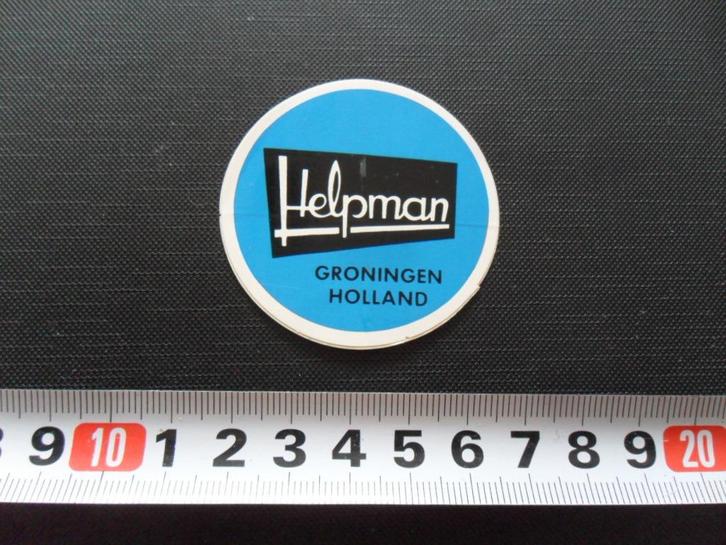 Helpman
GRONINGEN
HOLLAND
9 10 1 2 3 4 5 6 7 8 9 20